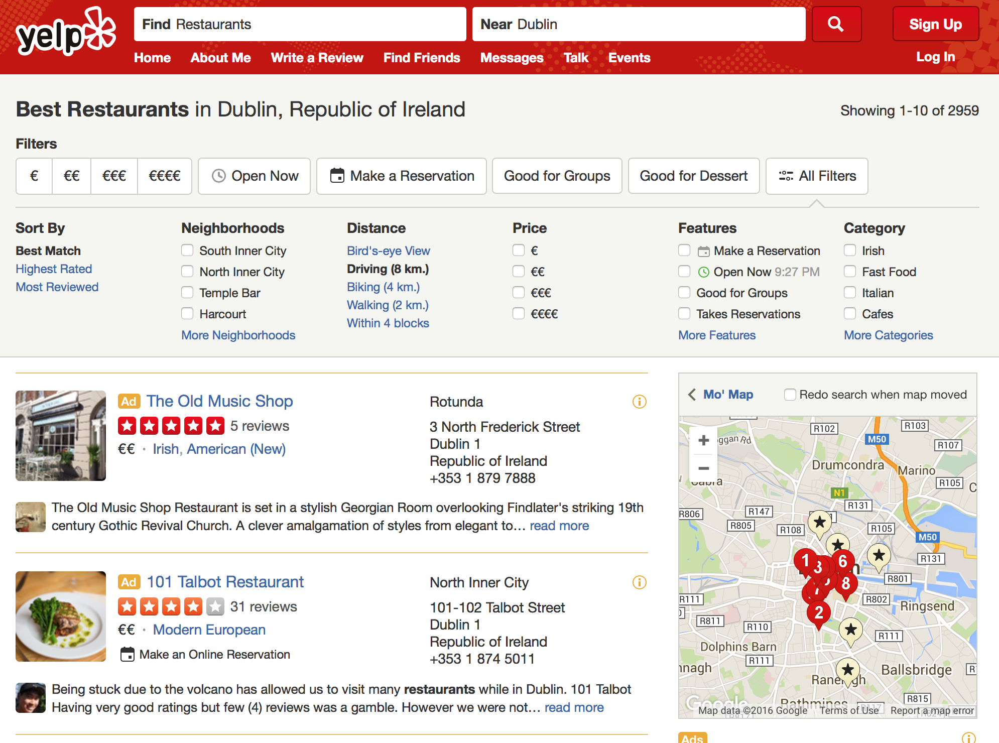 yelp
Find Restaurants
Near Dublin
Sign Up
Home About Me Write a Review Find Friends Messages Talk Events
Log In
Best Restaurants in Dublin, Republic of Ireland
Showing 1-10 of 2959
Filters
€ €€ €€€ €€€€ Open Now Make a Reservation Good for Groups Good for Dessert All Filters
Sort By
Best Match
Highest Rated
Most Reviewed
Neighborhoods
South Inner City
North Inner City
Temple Bar
Harcourt
More Neighborhoods
Distance
Bird's-eye View
Driving (8 km.)
Biking (4 km.)
Walking (2 km.)
Within 4 blocks
Price
€
€€
€€€
€€€€
Features
Make a Reservation
Open Now 9:27 PM
Good for Groups
Takes Reservations
More Features
Category
Irish
Fast Food
Italian
Cafes
More Categories
Ad The Old Music Shop
5 reviews
€€ · Irish, American (New)
Rotunda
3 North Frederick Street
Dublin 1
Republic of Ireland
+353 1 879 7888
The Old Music Shop Restaurant is set in a stylish Georgian Room overlooking Findlater's striking 19th
century Gothic Revival Church. A clever amalgamation of styles from elegant to… read more
Ad 101 Talbot Restaurant
31 reviews
€€ · Modern European
Make an Online Reservation
North Inner City
101-102 Talbot Street
Dublin 1
Republic of Ireland
+353 1 874 5011
Being stuck due to the volcano has allowed us to visit many restaurants while in Dublin. 101 Talbot
Having very good ratings but few (4) reviews was a gamble. However we were not… read more
Mo' Map
Redo search when map moved
+
−
R102
R103
M50
R107
Drumcondra
Marino
R105
N1
R131
R147
R806
R805
R108
R105
M50
R131
1
3
6
R801
8
7
R111
R802
Ringsend
2
R811
R110
R111
Dolphins Barn
R111
Ballsbridge
Rathmines
R815
Google
Map data ©2016 Google
Terms of Use
Report a map error
Ads